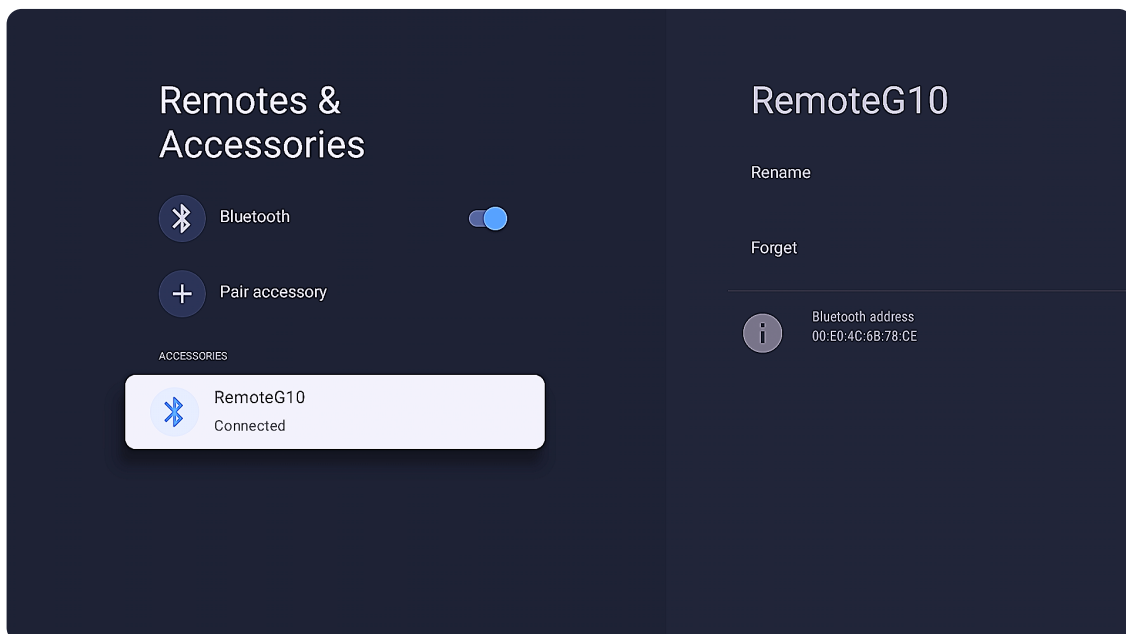 Remotes &
Accessories
Bluetooth
Pair accessory
ACCESSORIES
RemoteG10
Connected
RemoteG10
Rename
Forget
Bluetooth address
00:E0:4C:6B:78:CE